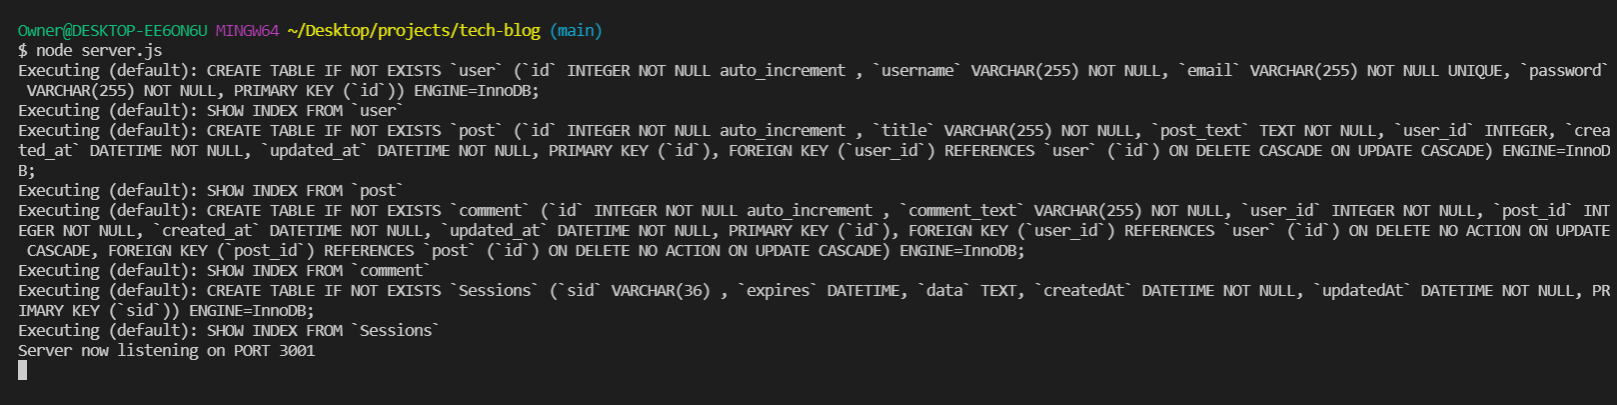 Owner@DESKTOP-EE6ON6U MINGW64 ~/Desktop/projects/tech-blog (main)
$ node server.js
Executing (default): CREATE TABLE IF NOT EXISTS `user` (`id` INTEGER NOT NULL auto_increment , `username` VARCHAR(255) NOT NULL, `email` VARCHAR(255) NOT NULL UNIQUE, `password`
 VARCHAR(255) NOT NULL, PRIMARY KEY (`id`)) ENGINE=InnoDB;
Executing (default): SHOW INDEX FROM `user`
Executing (default): CREATE TABLE IF NOT EXISTS `post` (`id` INTEGER NOT NULL auto_increment , `title` VARCHAR(255) NOT NULL, `post_text` TEXT NOT NULL, `user_id` INTEGER, `crea
ted_at` DATETIME NOT NULL, `updated_at` DATETIME NOT NULL, PRIMARY KEY (`id`), FOREIGN KEY (`user_id`) REFERENCES `user` (`id`) ON DELETE CASCADE ON UPDATE CASCADE) ENGINE=InnoD
B;
Executing (default): SHOW INDEX FROM `post`
Executing (default): CREATE TABLE IF NOT EXISTS `comment` (`id` INTEGER NOT NULL auto_increment , `comment_text` VARCHAR(255) NOT NULL, `user_id` INTEGER NOT NULL, `post_id` INT
EGER NOT NULL, `created_at` DATETIME NOT NULL, `updated_at` DATETIME NOT NULL, PRIMARY KEY (`id`), FOREIGN KEY (`user_id`) REFERENCES `user` (`id`) ON DELETE NO ACTION ON UPDATE
 CASCADE, FOREIGN KEY (`post_id`) REFERENCES `post` (`id`) ON DELETE NO ACTION ON UPDATE CASCADE) ENGINE=InnoDB;
Executing (default): SHOW INDEX FROM `comment`
Executing (default): CREATE TABLE IF NOT EXISTS `Sessions` (`sid` VARCHAR(36) , `expires` DATETIME, `data` TEXT, `createdAt` DATETIME NOT NULL, `updatedAt` DATETIME NOT NULL, PR
IMARY KEY (`sid`)) ENGINE=InnoDB;
Executing (default): SHOW INDEX FROM `Sessions`
Server now listening on PORT 3001